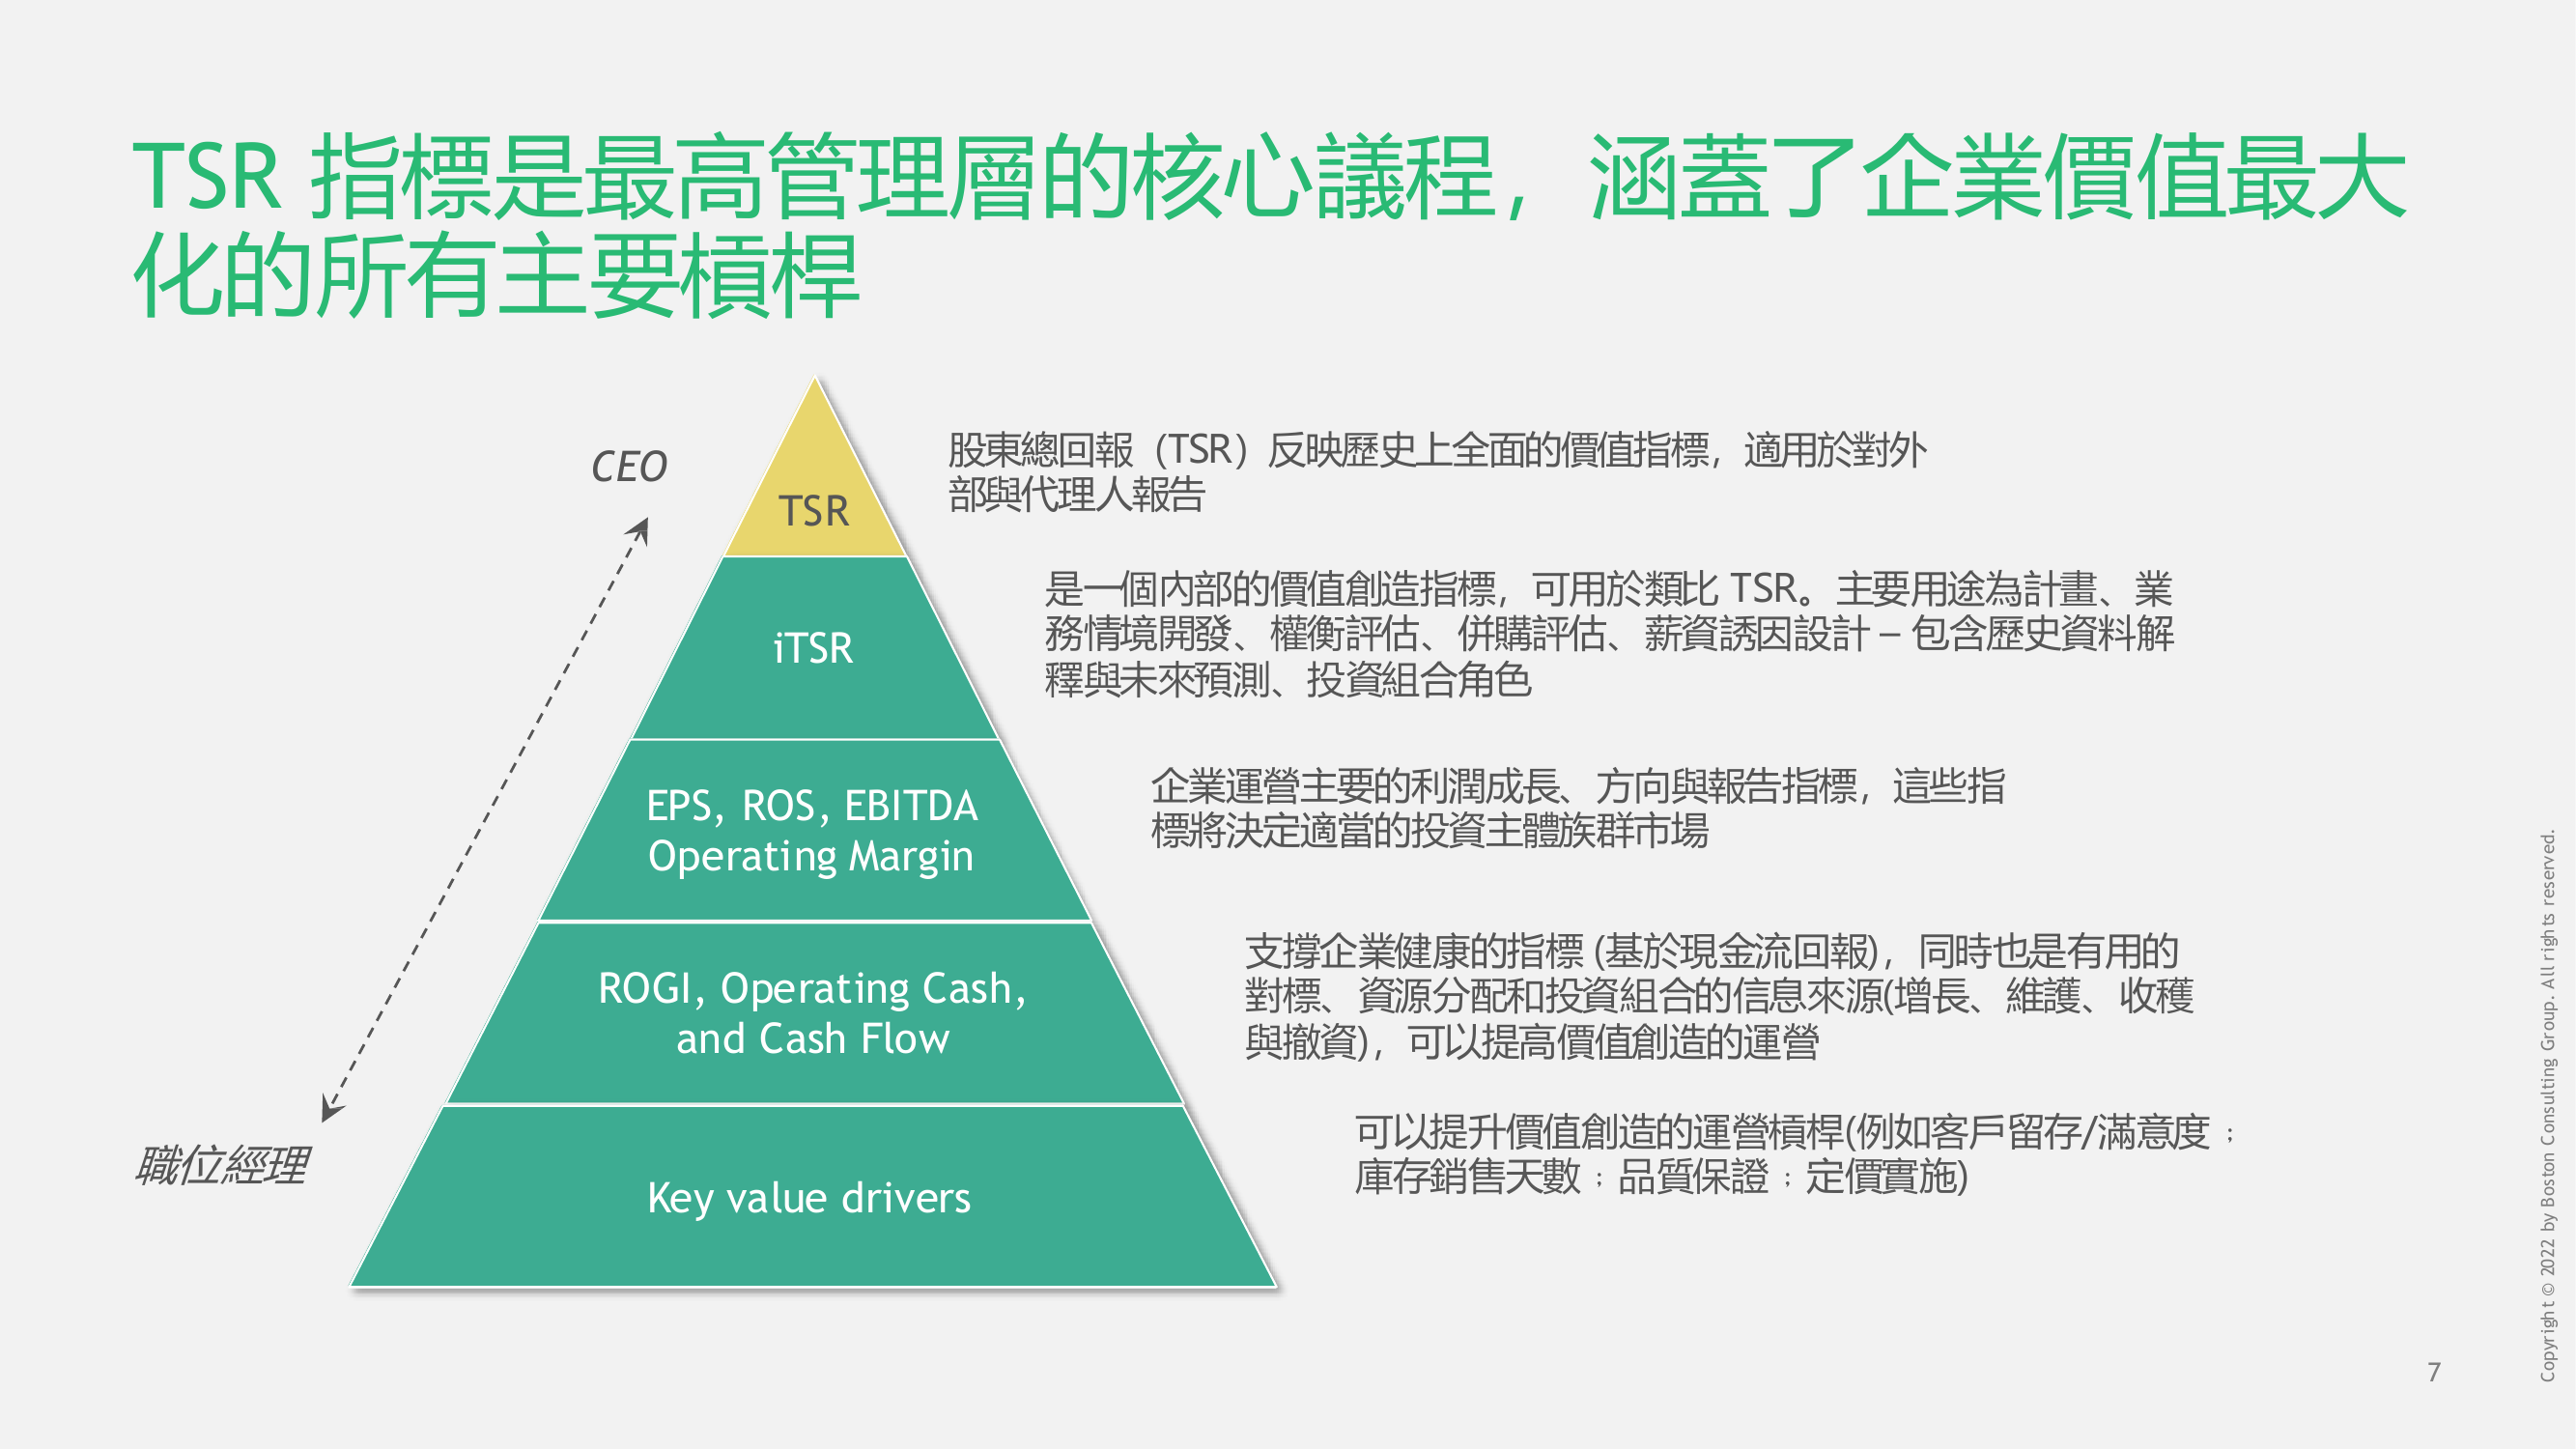 TSR 指標是最高管理層的核心議程，涵蓋了企業價值最大
化的所有主要槓桿
CEO
TSR
股東總回報（TSR）反映歷史上全面的價值指標，適用於對外
部與代理人報告
iTSR
是一個內部的價值創造指標，可用於類比 TSR。主要用途為計畫、業
務情境開發、權衡評估、併購評估、薪資誘因設計 – 包含歷史資料解
釋與未來預測、投資組合角色
EPS, ROS, EBITDA
Operating Margin
企業運營主要的利潤成長、方向與報告指標，這些指
標將決定適當的投資主體族群市場
ROGI, Operating Cash,
and Cash Flow
支撐企業健康的指標 (基於現金流回報)，同時也是有用的
對標、資源分配和投資組合的信息來源(增長、維護、收穫
與撤資)，可以提高價值創造的運營
職位經理
Key value drivers
可以提升價值創造的運營槓桿(例如客戶留存/滿意度；
庫存銷售天數；品質保證；定價實施)
Copyright © 2022 by Boston Consulting Group. All rights reserved.
7